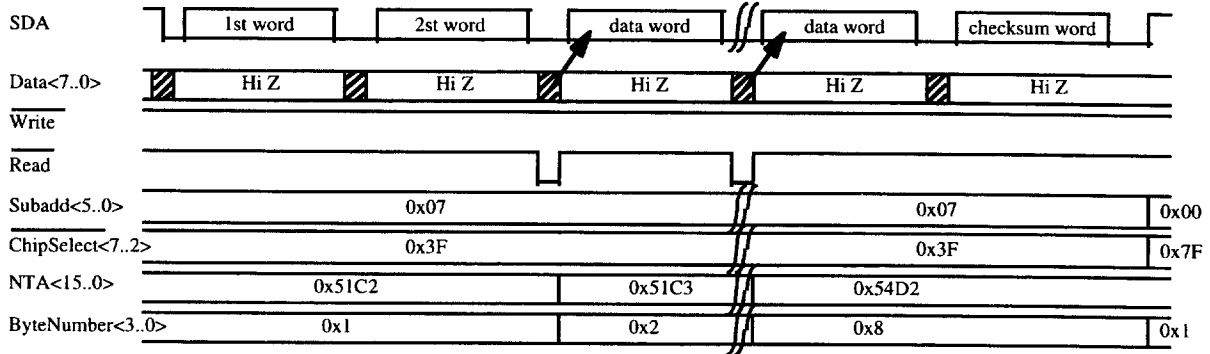 SDA 1st word 2st word data word data word checksum word
Data<7..0> Hi Z Hi Z Hi Z Hi Z Hi Z
Write
Read
Subadd<5..0> 0x07 0x07 0x00
ChipSelect<7..2> 0x3F 0x3F 0x7F
NTA<15..0> 0x51C2 0x51C3 0x54D2
ByteNumber<3..0> 0x1 0x2 0x8 0x1